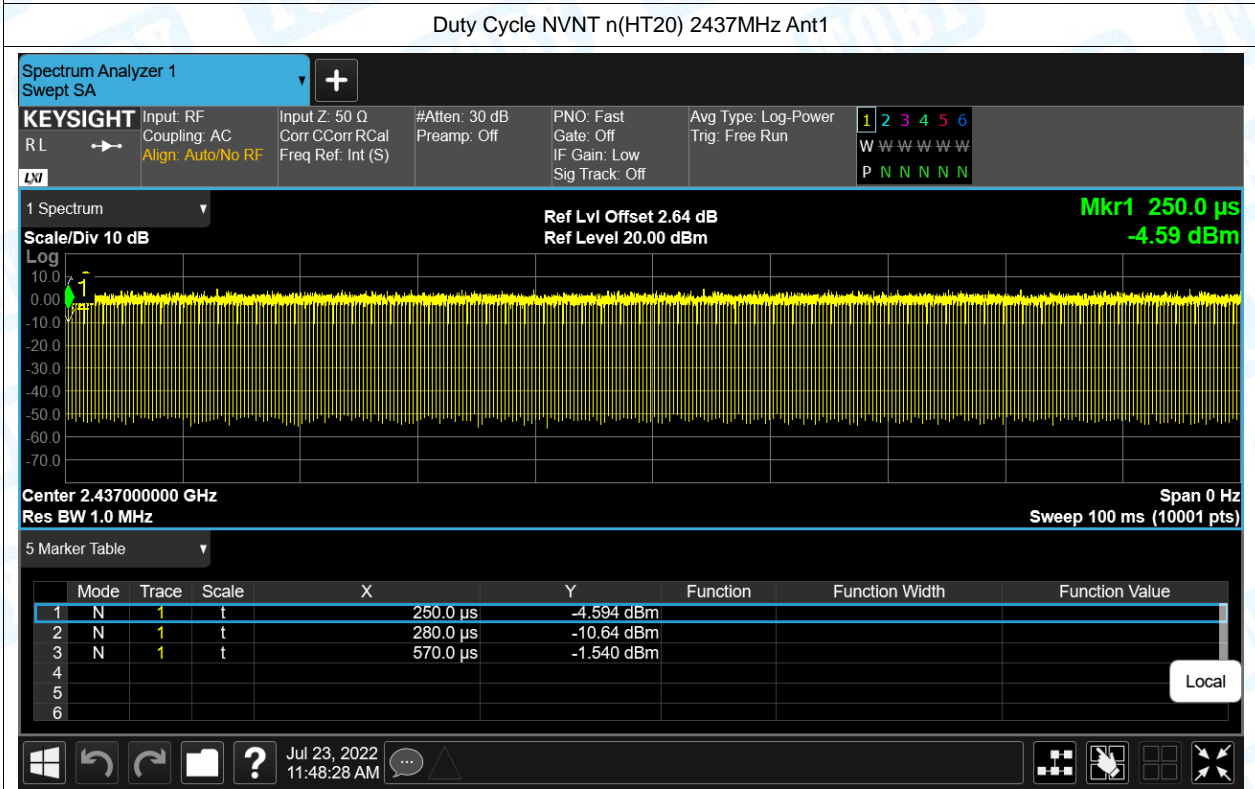 Duty Cycle NVNT n(HT20) 2437MHz Ant1
Spectrum Analyzer 1
Swept SA
+
KEYSIGHT
RL
LXI
Input: RF
Coupling: AC
Align: Auto/No RF
Input Z: 50 Ω
Corr CCorr RCal
Freq Ref: Int (S)
#Atten: 30 dB
Preamp: Off
PNO: Fast
Gate: Off
IF Gain: Low
Sig Track: Off
Avg Type: Log-Power
Trig: Free Run
1 2 3 4 5 6
W W W W W W
P N N N N N
1 Spectrum
Scale/Div 10 dB
Ref Lvl Offset 2.64 dB
Ref Level 20.00 dBm
Mkr1 250.0 µs
-4.59 dBm
Log
10.0
0.00
-10.0
-20.0
-30.0
-40.0
-50.0
-60.0
-70.0
1
Center 2.437000000 GHz
Res BW 1.0 MHz
Span 0 Hz
Sweep 100 ms (10001 pts)
5 Marker Table
Mode Trace Scale X Y Function Function Width Function Value
1 N 1 t 250.0 µs -4.594 dBm
2 N 1 t 280.0 µs -10.64 dBm
3 N 1 t 570.0 µs -1.540 dBm
4
5
6
Local
?
Jul 23, 2022
11:48:28 AM